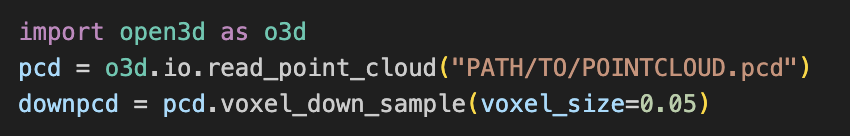 import open3d as o3d
pcd = o3d.io.read_point_cloud("PATH/TO/POINTCLOUD.pcd")
downpcd = pcd.voxel_down_sample(voxel_size=0.05)